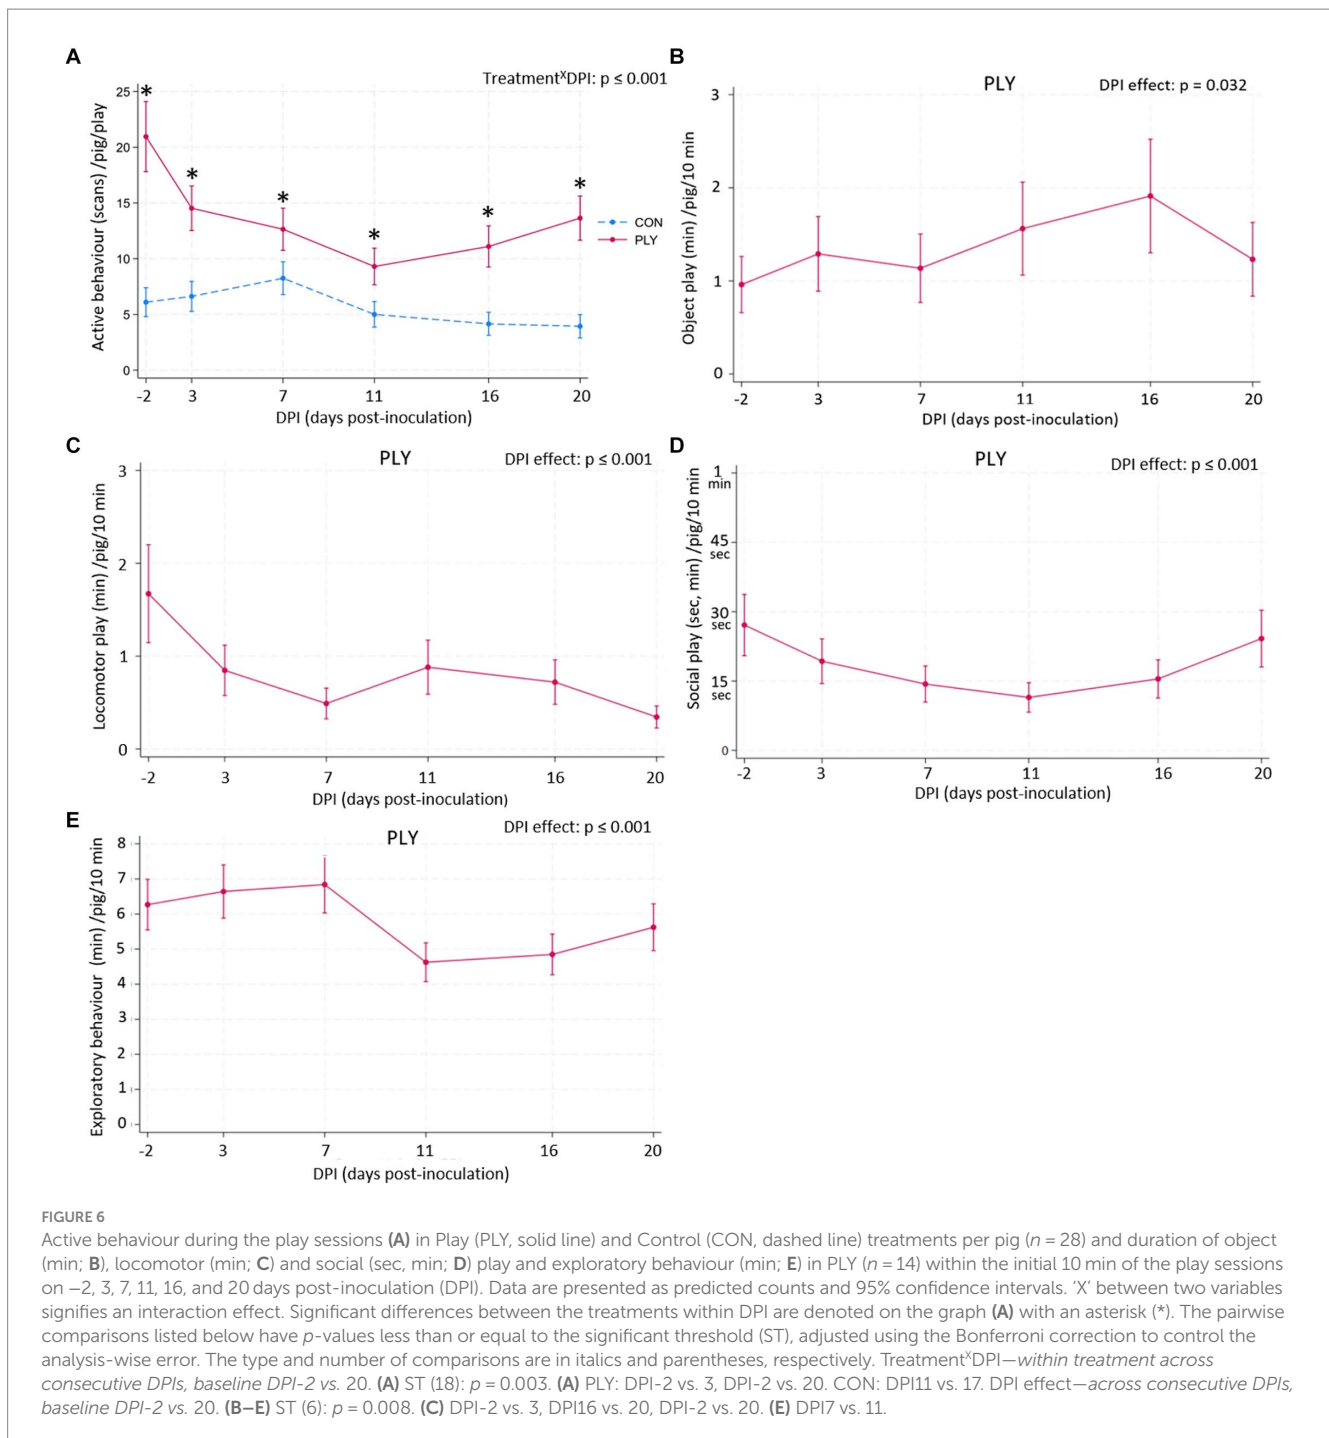 A
Treatment^XDPI: p ≤ 0.001
Active behaviour (scans) /pig/play
25
20
15
10
5
0
*
*
*
*
*
*
CON
PLY
-2 3 7 11 16 20
DPI (days post-inoculation)
B
PLY
DPI effect: p = 0.032
Object play (min) /pig/10 min
3
2
1
0
-2 3 7 11 16 20
DPI (days post-inoculation)
C
PLY
DPI effect: p ≤ 0.001
Locomotor play (min) /pig/10 min
3
2
1
0
-2 3 7 11 16 20
DPI (days post-inoculation)
D
PLY
DPI effect: p ≤ 0.001
Social play (sec, min) /pig/10 min
1
min
45
sec
30
sec
15
sec
0
-2 3 7 11 16 20
DPI (days post-inoculation)
E
PLY
DPI effect: p ≤ 0.001
Exploratory behaviour (min) /pig/10 min
8
7
6
5
4
3
2
1
0
-2 3 7 11 16 20
DPI (days post-inoculation)
FIGURE 6
Active behaviour during the play sessions (A) in Play (PLY, solid line) and Control (CON, dashed line) treatments per pig (n = 28) and duration of object
(min; B), locomotor (min; C) and social (sec, min; D) play and exploratory behaviour (min; E) in PLY (n = 14) within the initial 10 min of the play sessions
on −2, 3, 7, 11, 16, and 20 days post-inoculation (DPI). Data are presented as predicted counts and 95% confidence intervals. ‘X’ between two variables
signifies an interaction effect. Significant differences between the treatments within DPI are denoted on the graph (A) with an asterisk (*). The pairwise
comparisons listed below have p-values less than or equal to the significant threshold (ST), adjusted using the Bonferroni correction to control the
analysis-wise error. The type and number of comparisons are in italics and parentheses, respectively. Treatment^xDPI—within treatment across
consecutive DPIs, baseline DPI-2 vs. 20. (A) ST (18): p = 0.003. (A) PLY: DPI-2 vs. 3, DPI-2 vs. 20. CON: DPI11 vs. 17. DPI effect—across consecutive DPIs,
baseline DPI-2 vs. 20. (B–E) ST (6): p = 0.008. (C) DPI-2 vs. 3, DPI16 vs. 20, DPI-2 vs. 20. (E) DPI7 vs. 11.